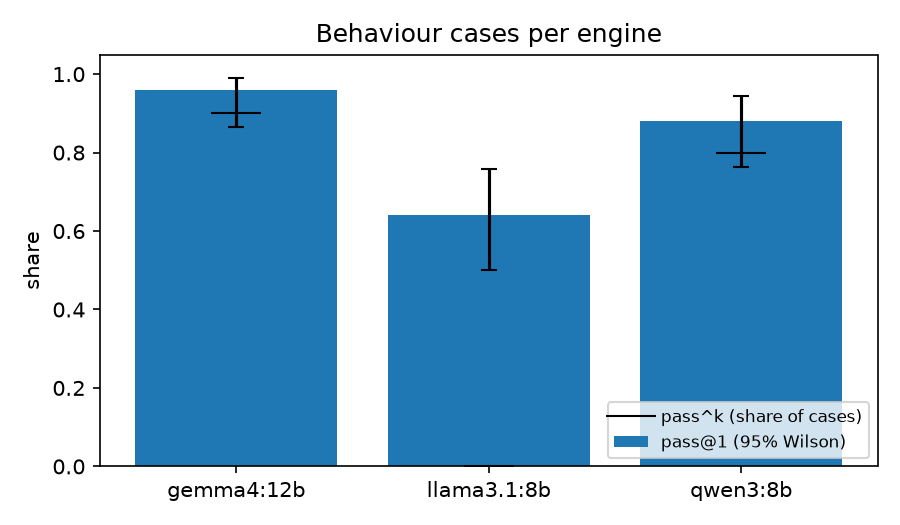 Behaviour cases per engine
share
1.0
0.8
0.6
0.4
0.2
0.0
pass^k (share of cases)
pass@1 (95% Wilson)
gemma4:12b llama3.1:8b qwen3:8b